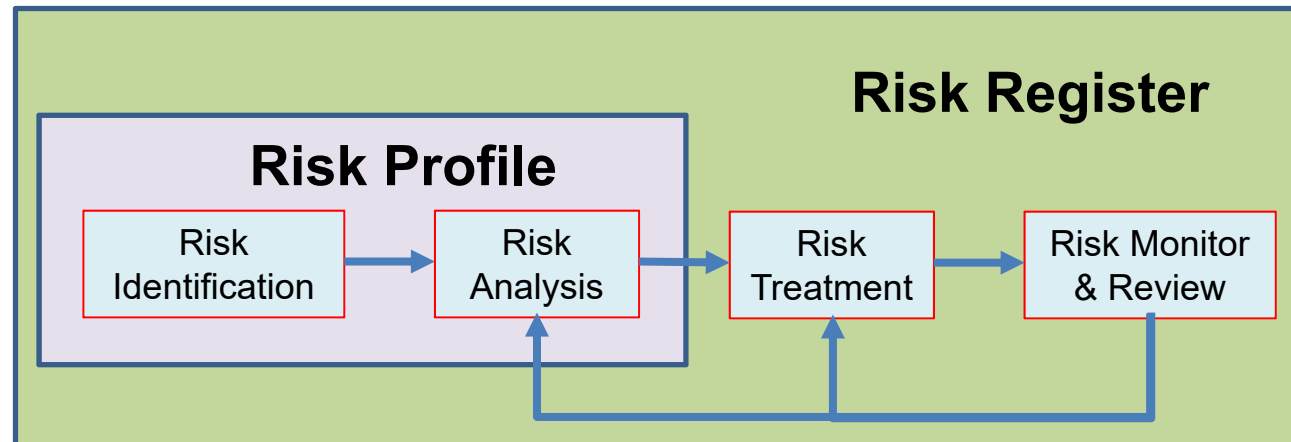 Risk Register
Risk Profile
Risk
Identification
Risk
Analysis
Risk
Treatment
Risk Monitor
& Review